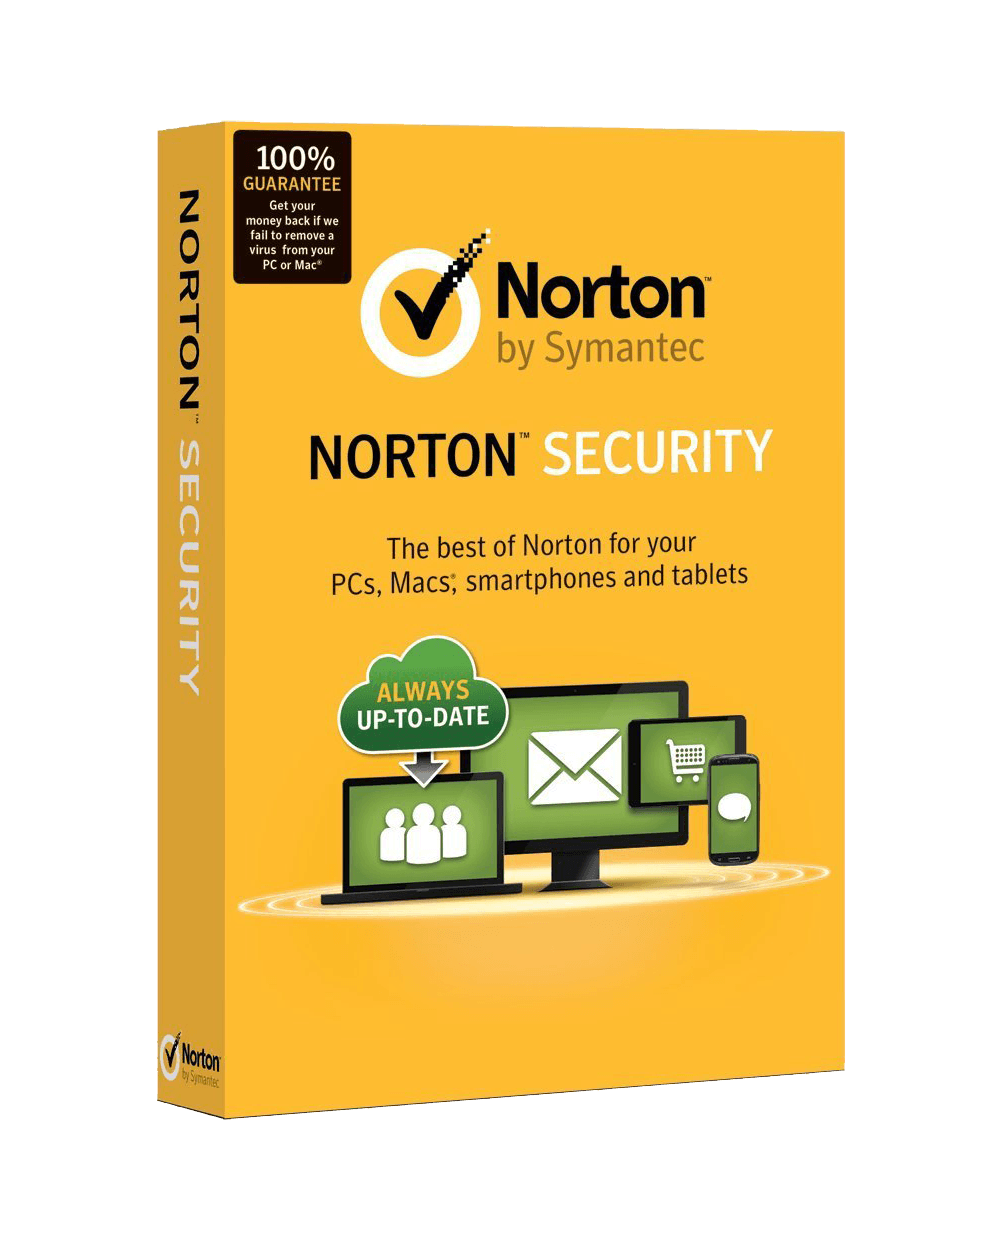 100%
GUARANTEE
Get your
money back if we
fail to remove a
virus from your
PC or Mac®
Norton™
by Symantec
NORTON™ SECURITY
The best of Norton for your
PCs, Macs®, smartphones and tablets
ALWAYS
UP-TO-DATE
NORTON™ SECURITY
Norton
by Symantec